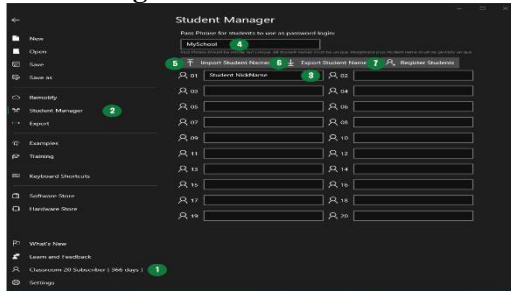 Student Manager
Pass Phrase for students to use as password login:
MySchool 4
5 Import Student Names 6 Export Student Name 7 Register Students
01 Student NickName 3 02
03 04
05 06
07 08
09 10
11 12
13 14
15 16
17 18
19 20
New
Open
Save
Save as
Remotify
Student Manager 2
Export
Examples
Training
Keyboard Shortcuts
Software Store
Hardware Store
What's New
Learn and Feedback
Classroom 20 Subscriber [ 366 days ] 1
Settings